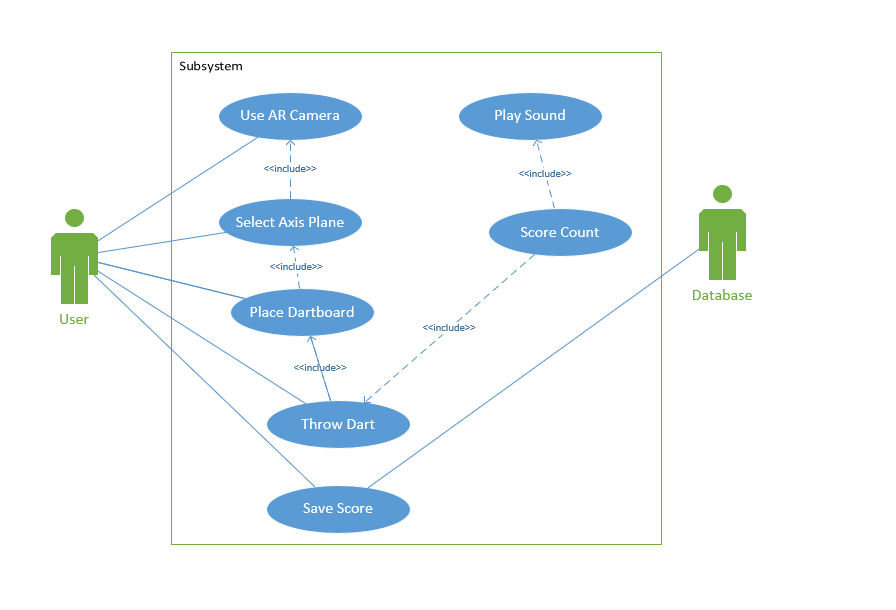 Subsystem
Use AR Camera
Play Sound
<<include>>
<<include>>
Select Axis Plane
Score Count
<<include>>
Database
Place Dartboard
User
<<include>>
<<include>>
Throw Dart
Save Score